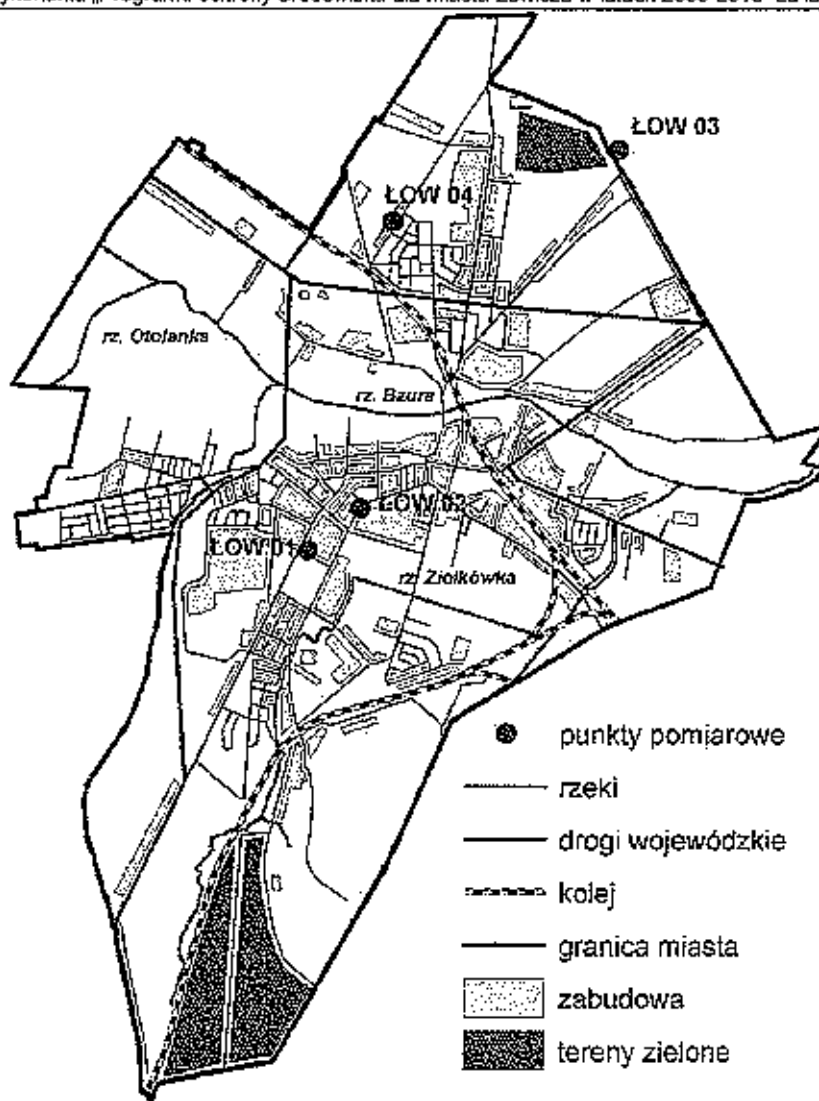 ŁOW 03
ŁOW 04
rz. Otolanka
rz. Bzura
ŁOW 02
ŁOW 01
rz. Ziolkówka
punkty pomiarowe
rzeki
drogi wojewódzkie
kolej
granica miasta
zabudowa
tereny zielone